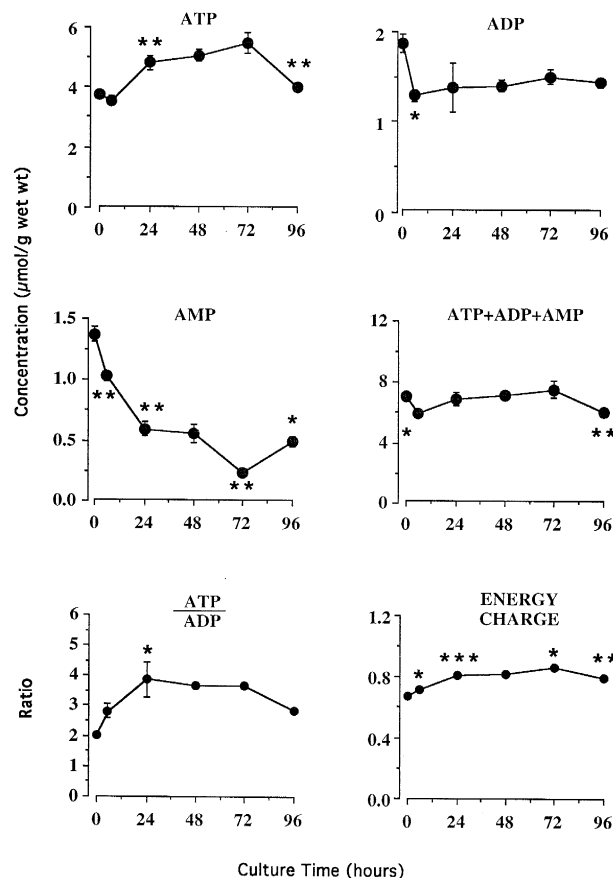 ATP
ADP
6
4
2
0
0 24 48 72 96
**
**
2
1
0
0 24 48 72 96
*
Concentration (µmol/g wet wt)
AMP
ATP+ADP+AMP
1.5
1.0
0.5
0.0
0 24 48 72 96
**
**
**
*
12
8
4
0
0 24 48 72 96
*
**
ATP
ADP
ENERGY
CHARGE
Ratio
6
5
4
3
2
1
0
0 24 48 72 96
*
1.2
0.8
0.4
0.0
0 24 48 72 96
*
***
*
**
Culture Time (hours)